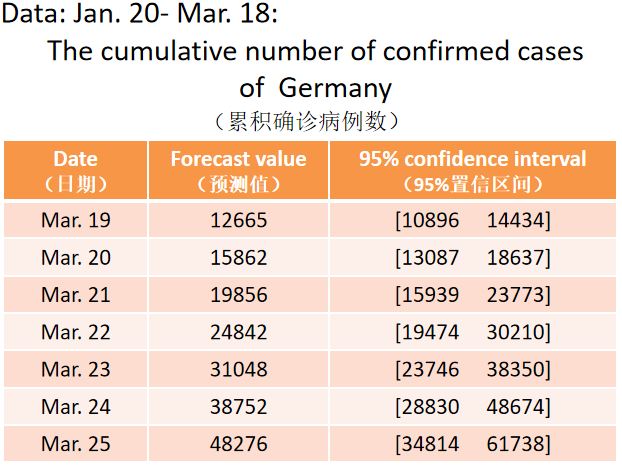 Data: Jan. 20- Mar. 18:
The cumulative number of confirmed cases
of Germany
（累积确诊病例数）
Date Forecast value 95% confidence interval
（日期） （预测值） （95%置信区间）
Mar. 19 12665 [10896 14434]
Mar. 20 15862 [13087 18637]
Mar. 21 19856 [15939 23773]
Mar. 22 24842 [19474 30210]
Mar. 23 31048 [23746 38350]
Mar. 24 38752 [28830 48674]
Mar. 25 48276 [34814 61738]